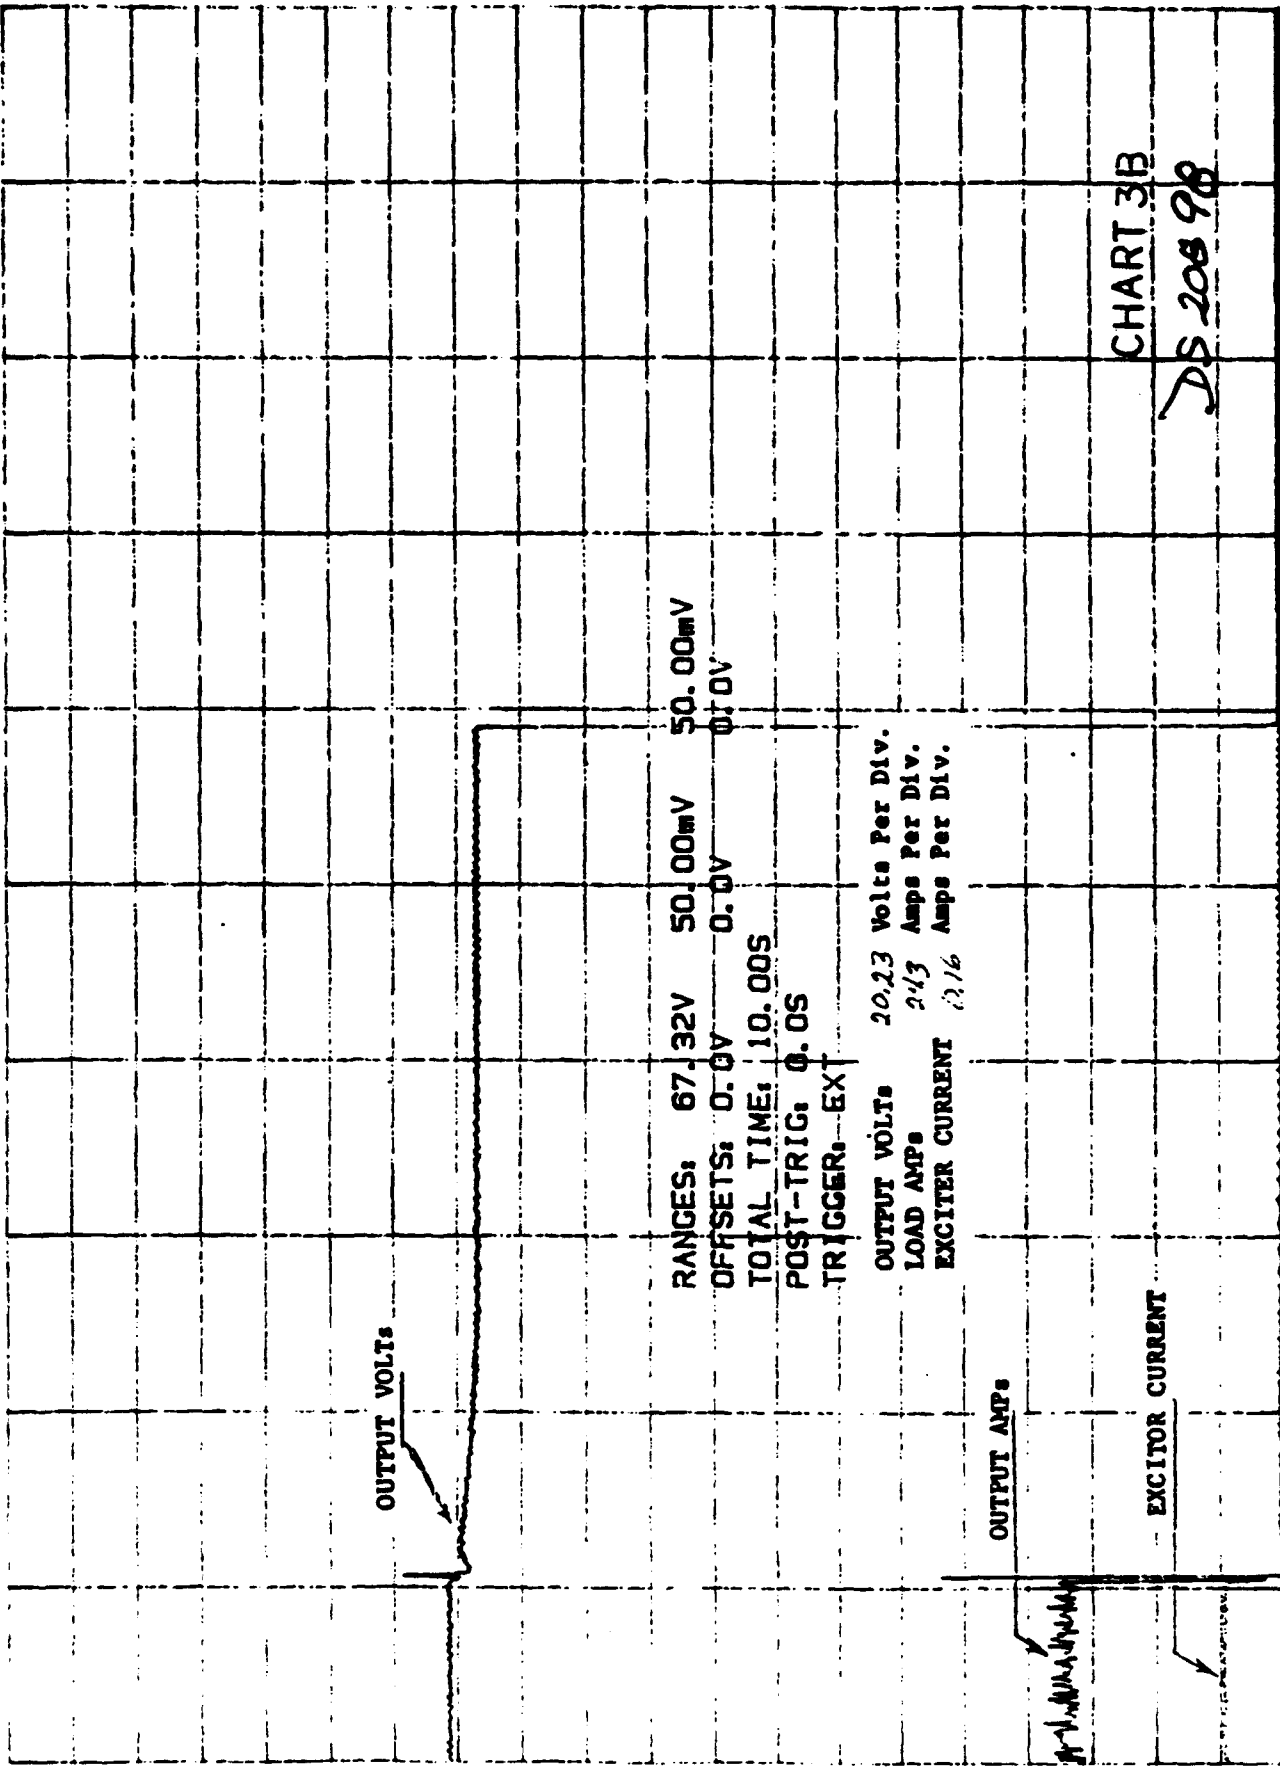 OUTPUT VOLTs
RANGES: 67.32V 50.00mV 50.00mV
OFFSETS: 0.0V 0.0V 0.0V
TOTAL TIME: 10.00S
POST-TRIG: 0.0S
TRIGGER: EXT
OUTPUT VOLTs 20.23 Volts Per Div.
LOAD AMPs 243 Amps Per Div.
EXCITER CURRENT Amps Per Div.
OUTPUT AMPs
EXCITOR CURRENT
CHART 3B
DS